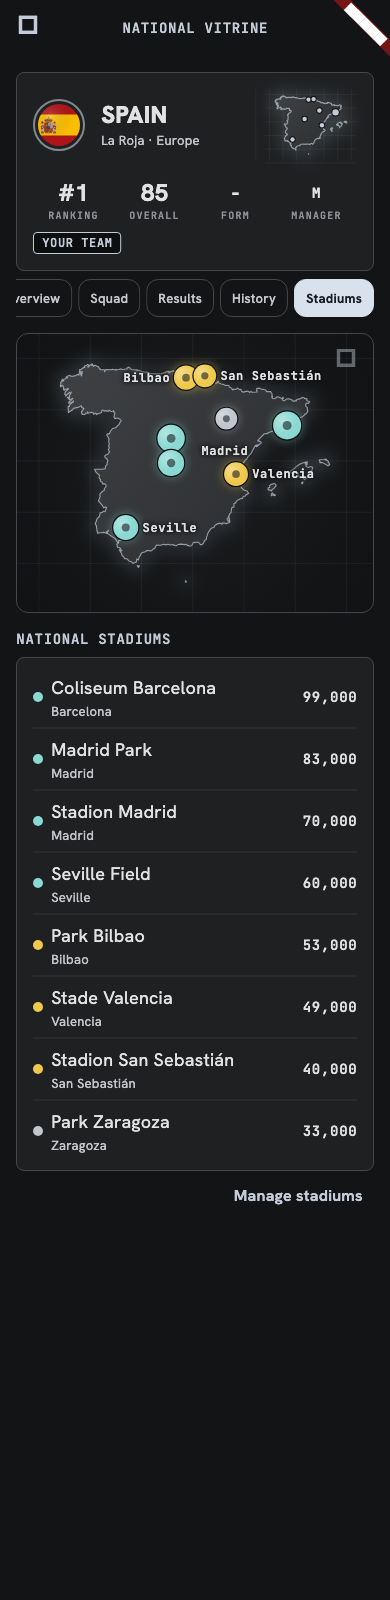 NATIONAL VITRINE
SPAIN
La Roja · Europe
#1
RANKING
85
OVERALL
-
FORM
M
MANAGER
YOUR TEAM
verview
Squad
Results
History
Stadiums
Bilbao
San Sebastián
Madrid
Valencia
Seville
NATIONAL STADIUMS
Coliseum Barcelona
Barcelona
99,000
Madrid Park
Madrid
83,000
Stadion Madrid
Madrid
70,000
Seville Field
Seville
60,000
Park Bilbao
Bilbao
53,000
Stade Valencia
Valencia
49,000
Stadion San Sebastián
San Sebastián
40,000
Park Zaragoza
Zaragoza
33,000
Manage stadiums